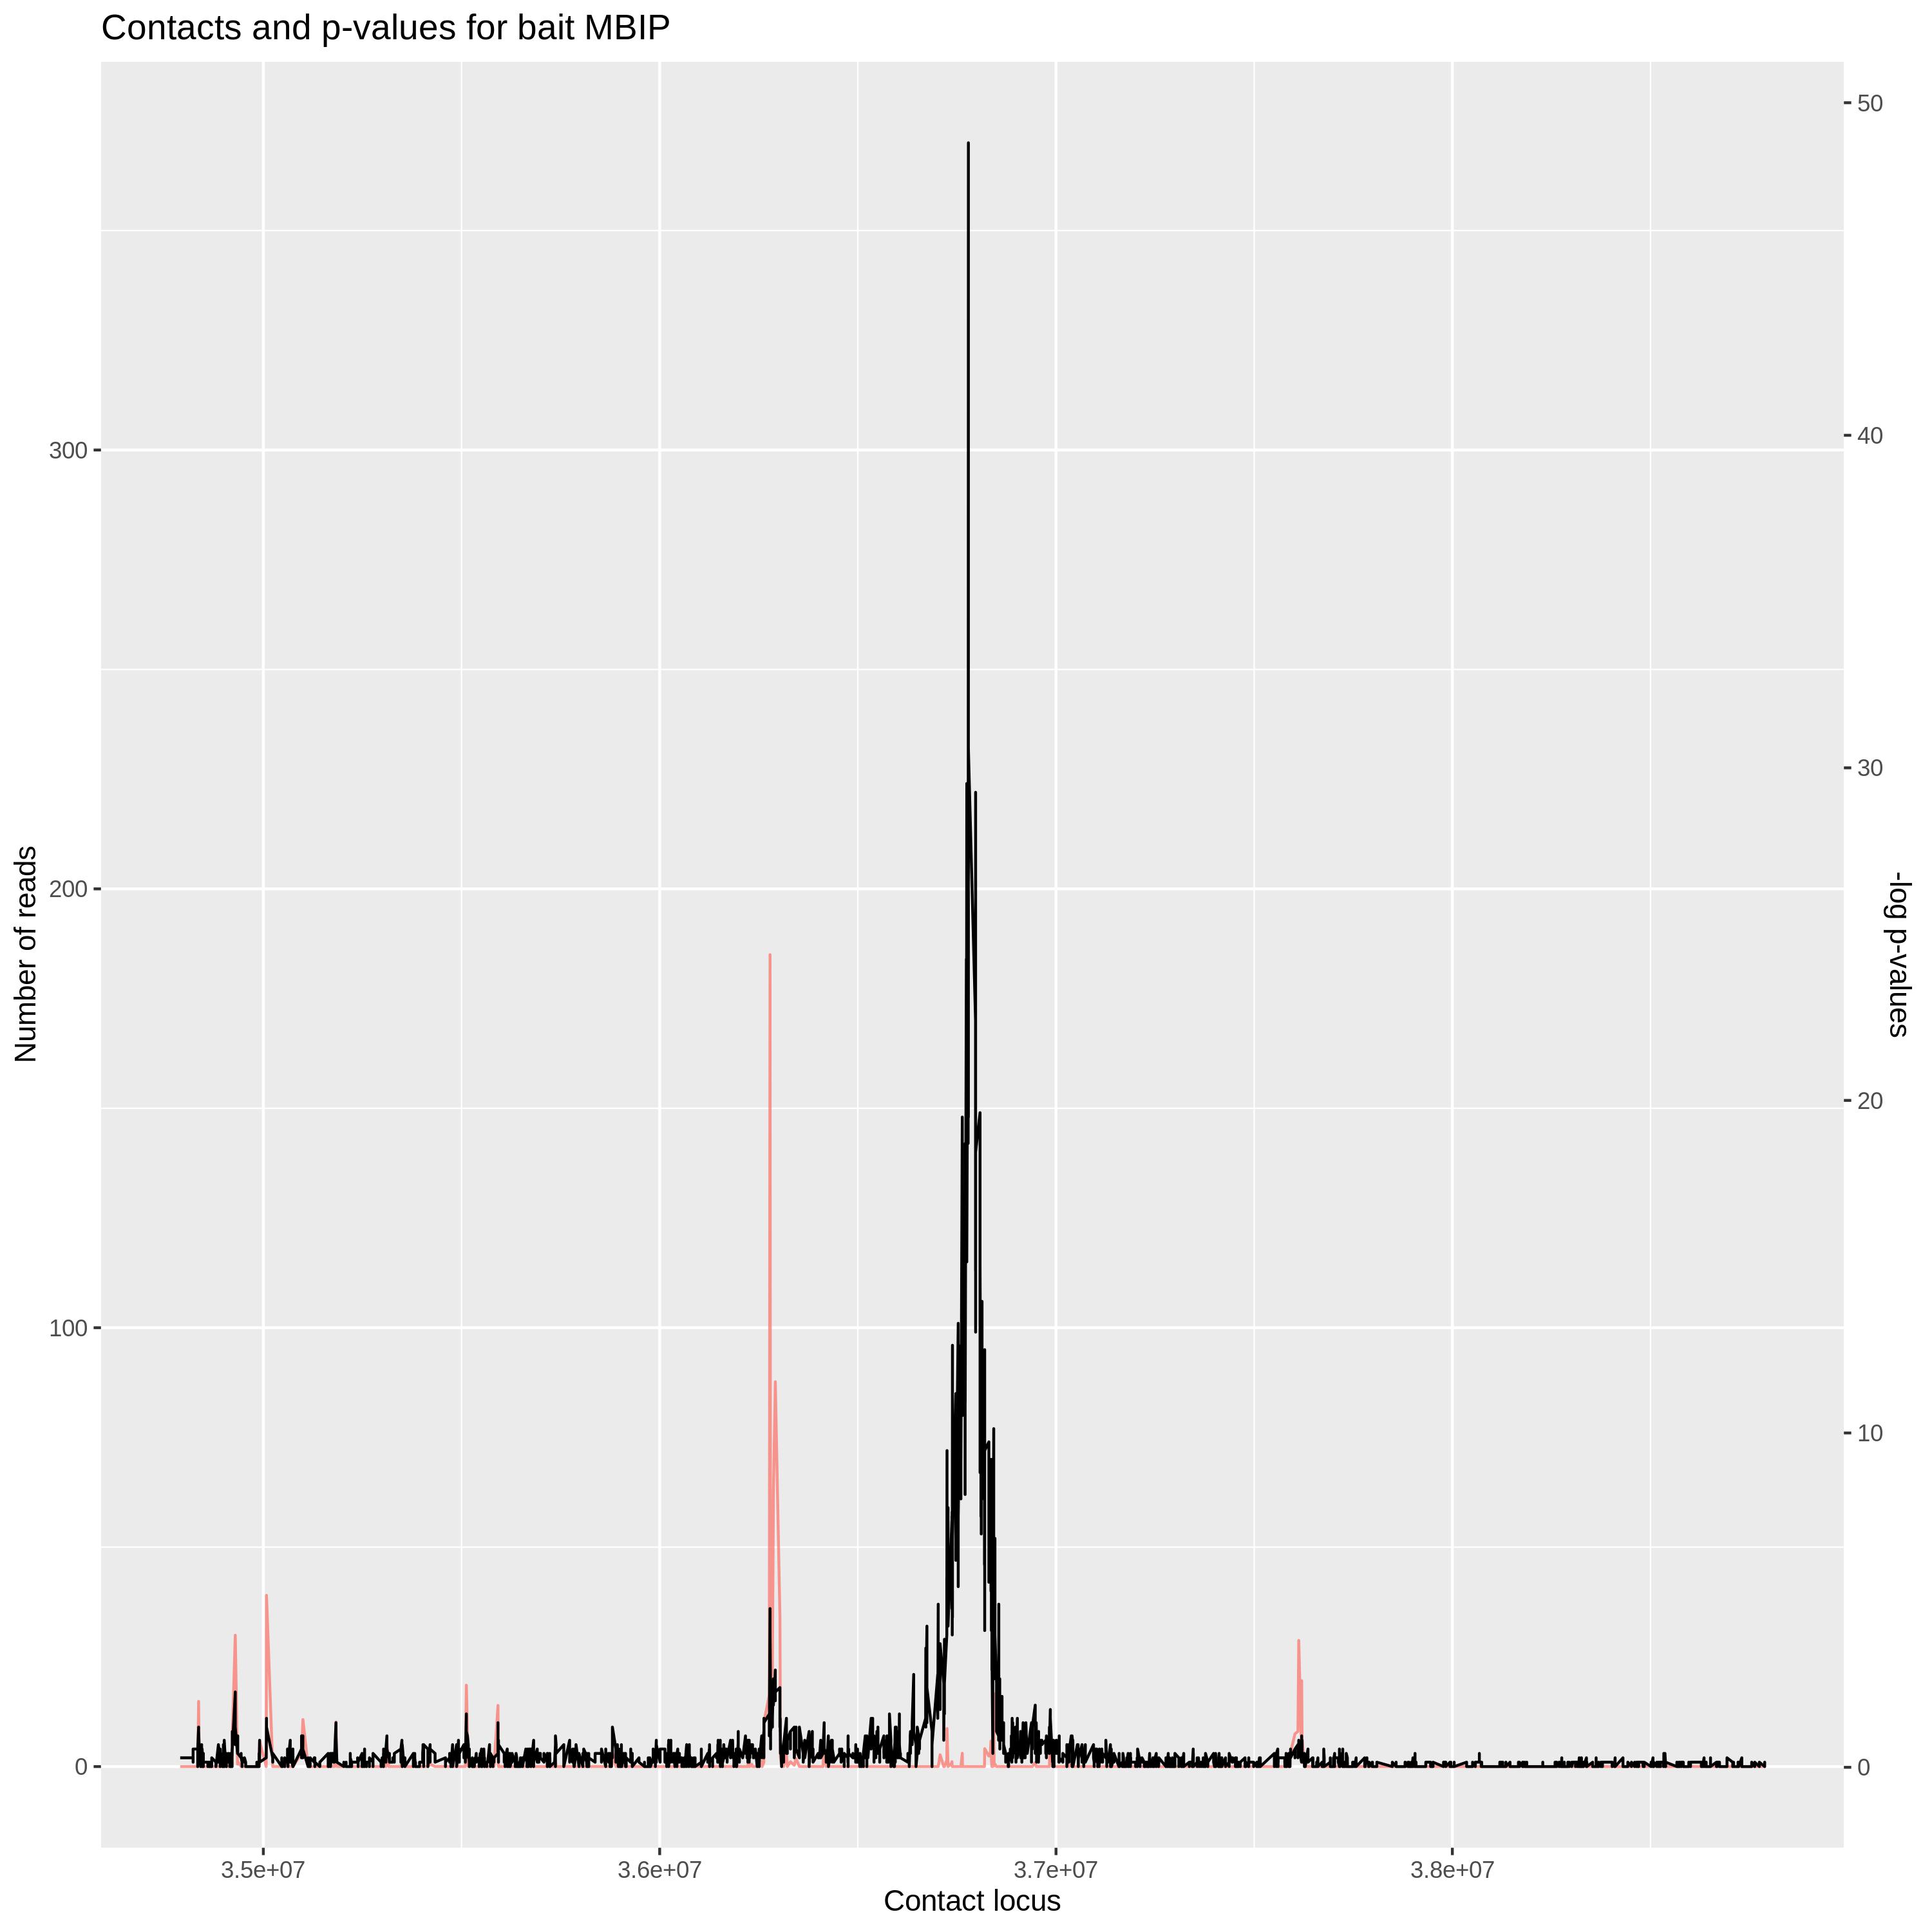 Contacts and p-values for bait MBIP
Number of reads
300
200
100
0
50
40
30
20
10
0
-log p-values
3.5e+07
3.6e+07
3.7e+07
3.8e+07
Contact locus